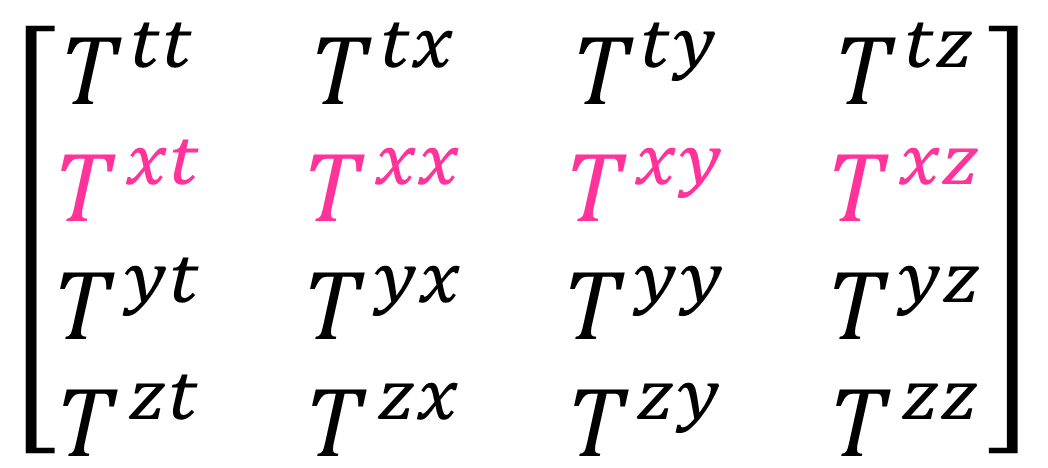 T^{tt} T^{tx} T^{ty} T^{tz}
T^{xt} T^{xx} T^{xy} T^{xz}
T^{yt} T^{yx} T^{yy} T^{yz}
T^{zt} T^{zx} T^{zy} T^{zz}